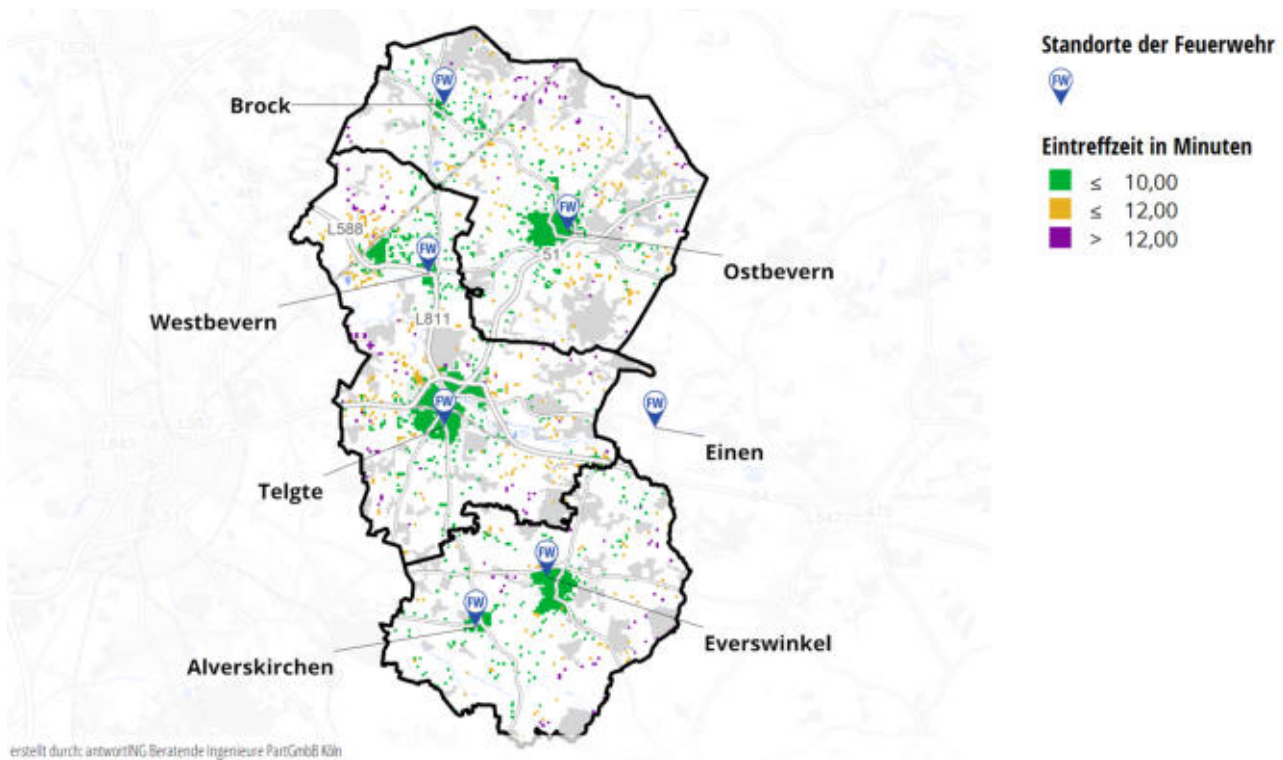 Standorte der Feuerwehr
FW
Eintreffzeit in Minuten
≤ 10,00
≤ 12,00
> 12,00
FW
Brock
FW
L588
FW
51
Ostbevern
Westbevern
L811
FW
FW
Einen
Telgte
FW
FW
Everswinkel
Alverskirchen
erstellt durch: antwortING Beratende Ingenieure PartGmbB Köln